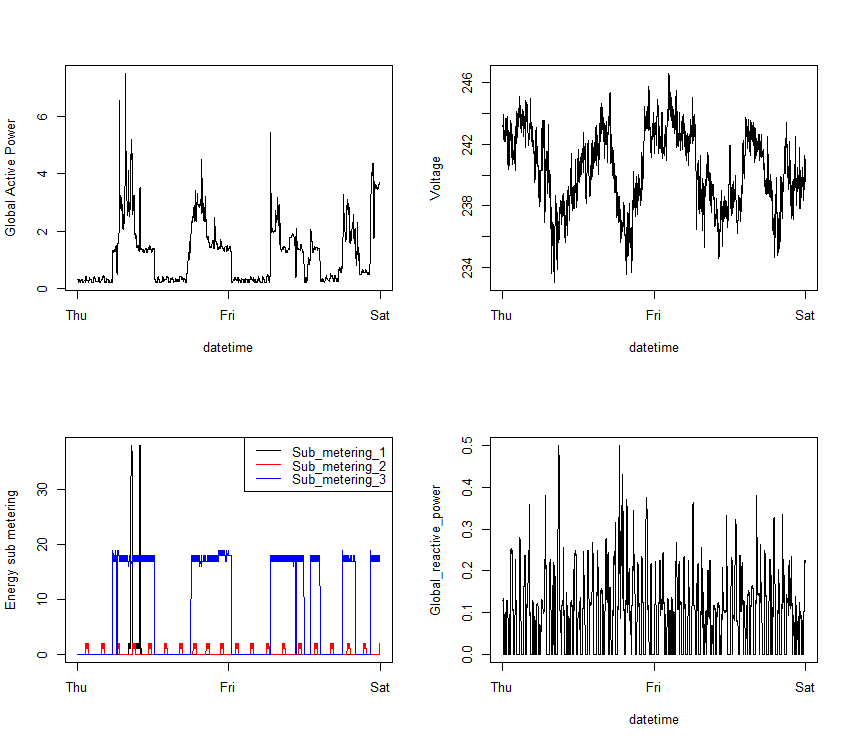 Global Active Power
6
4
2
0
Thu Fri Sat
datetime
Voltage
246
242
238
234
Thu Fri Sat
datetime
Energy sub metering
30
20
10
0
Sub_metering_1
Sub_metering_2
Sub_metering_3
Thu Fri Sat
Global_reactive_power
0.5
0.4
0.3
0.2
0.1
0.0
Thu Fri Sat
datetime